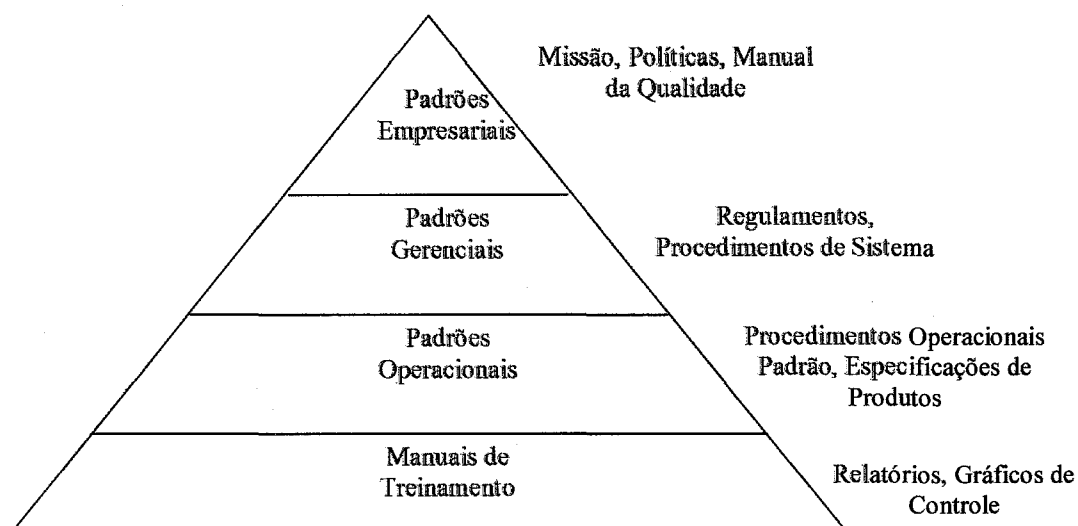 Missão, Políticas, Manual
da Qualidade
Padrões
Empresariais
Padrões
Gerenciais
Regulamentos,
Procedimentos de Sistema
Padrões
Operacionais
Procedimentos Operacionais
Padrão, Especificações de
Produtos
Manuais de
Treinamento
Relatórios, Gráficos de
Controle